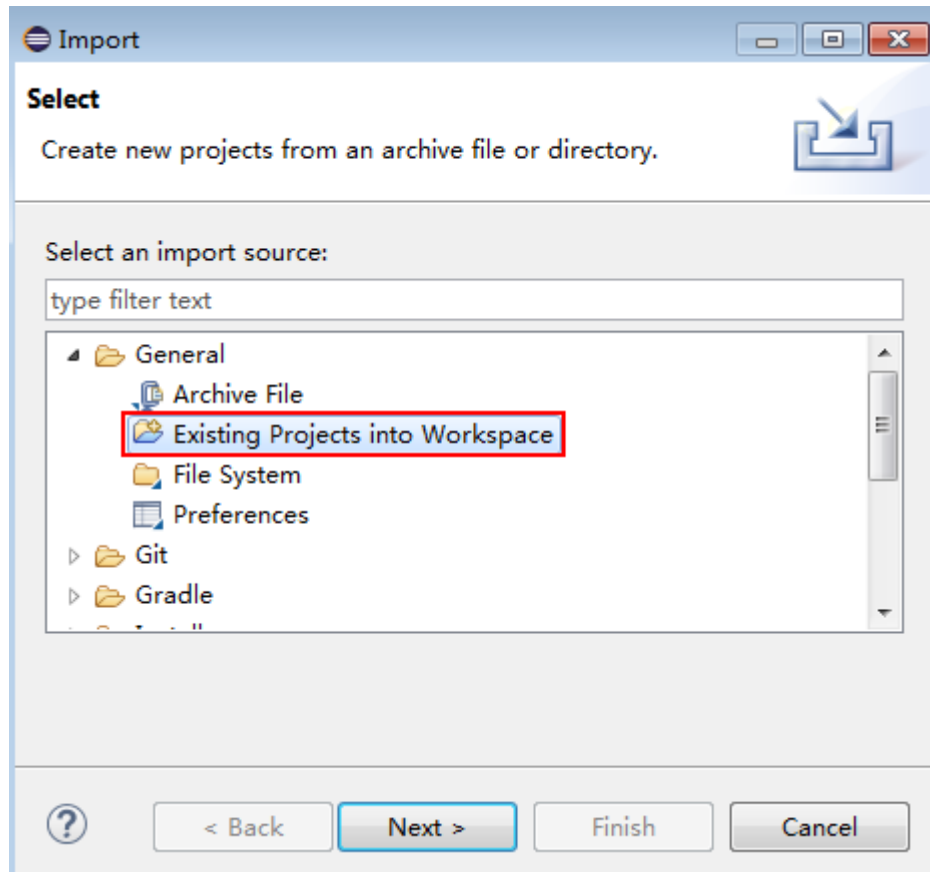 Import
Select
Create new projects from an archive file or directory.
Select an import source:
type filter text
General
Archive File
Existing Projects into Workspace
File System
Preferences
Git
Gradle
? < Back Next > Finish Cancel